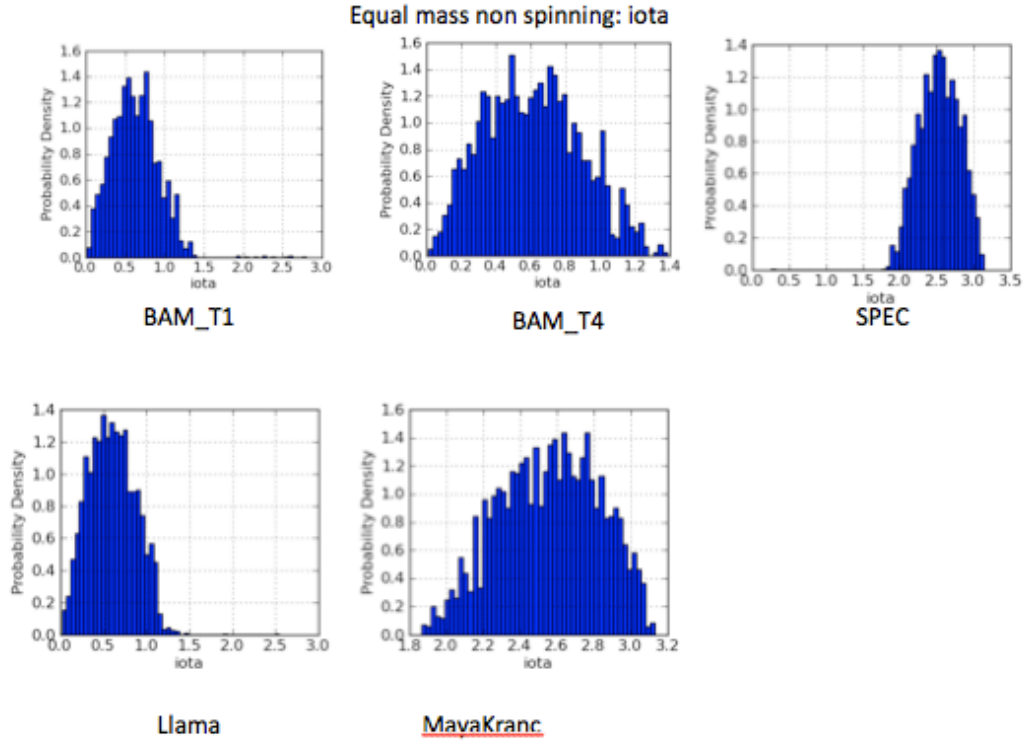 Equal mass non spinning: iota
Probability Density
1.6
1.4
1.2
1.0
0.8
0.6
0.4
0.2
0.0
0.0 0.5 1.0 1.5 2.0 2.5 3.0
iota
BAM_T1
Probability Density
1.6
1.4
1.2
1.0
0.8
0.6
0.4
0.2
0.0
0.0 0.2 0.4 0.6 0.8 1.0 1.2 1.4
iota
BAM_T4
Probability Density
1.4
1.2
1.0
0.8
0.6
0.4
0.2
0.0
0.0 0.5 1.0 1.5 2.0 2.5 3.0 3.5
iota
SPEC
Probability Density
1.4
1.2
1.0
0.8
0.6
0.4
0.2
0.0
0.0 0.5 1.0 1.5 2.0 2.5 3.0
iota
Llama
Probability Density
1.6
1.4
1.2
1.0
0.8
0.6
0.4
0.2
0.0
1.8 2.0 2.2 2.4 2.6 2.8 3.0 3.2
iota
MayaKranc